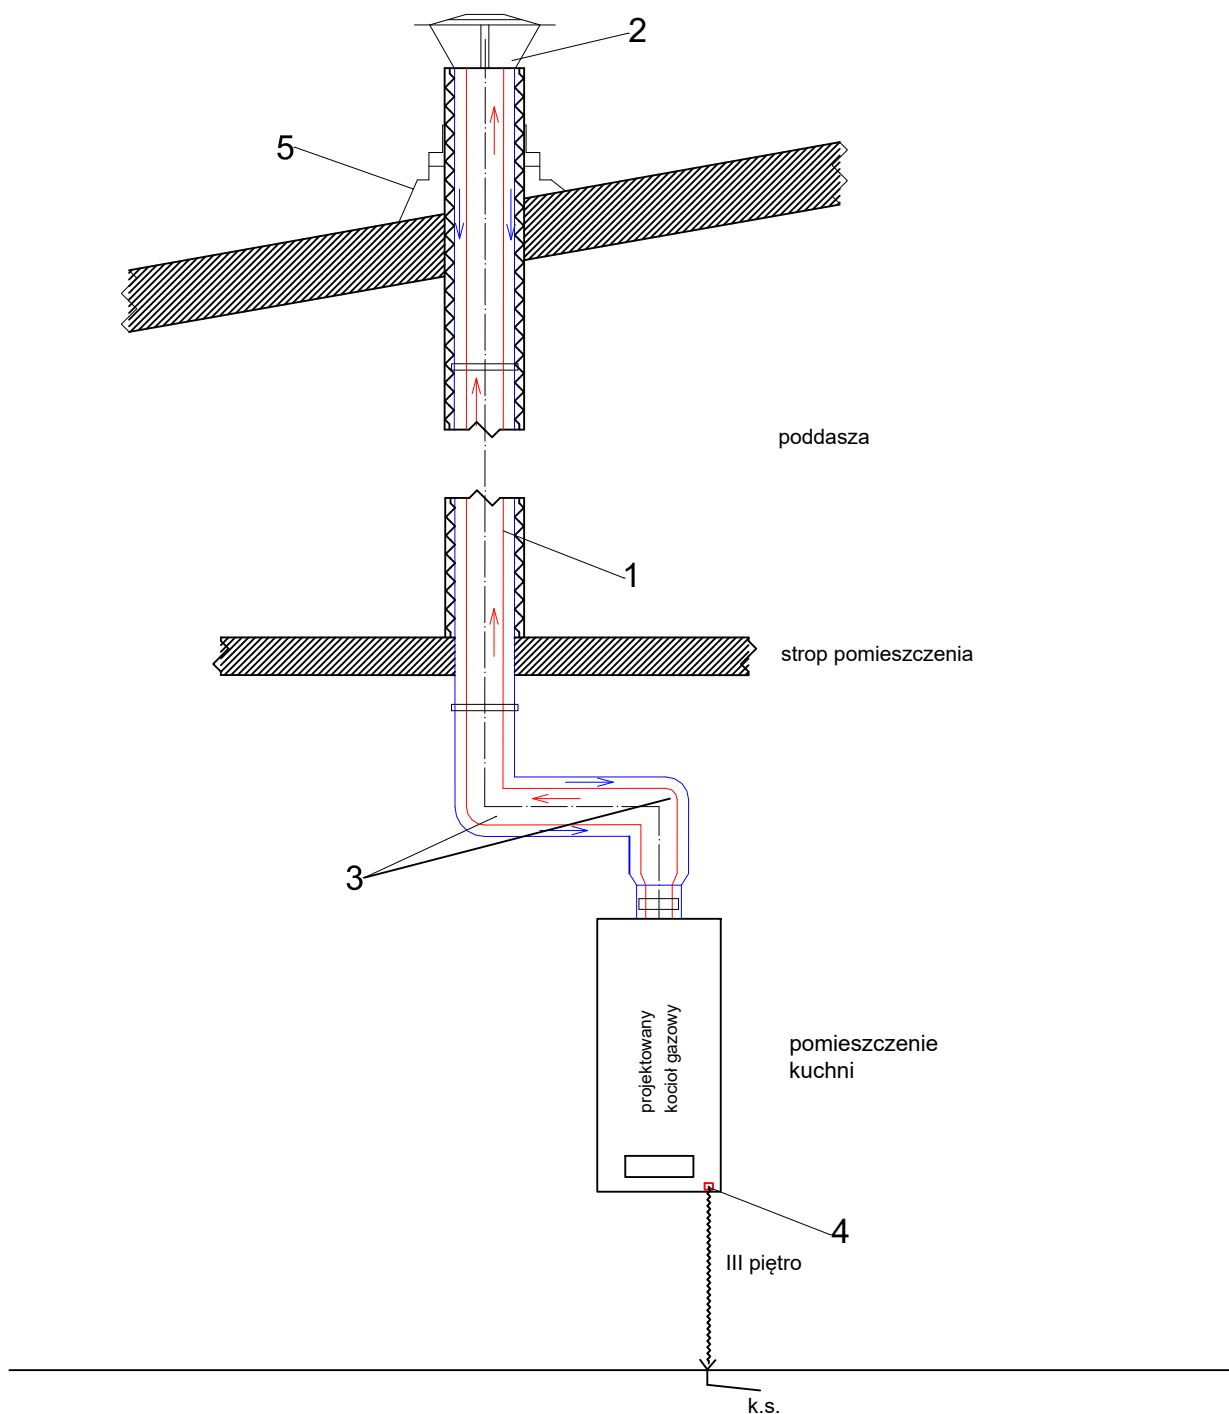 2
5
poddasza
1
strop pomieszczenia
3
projektowany
kocioł gazowy
pomieszczenie
kuchni
4
III piętro
k.s.